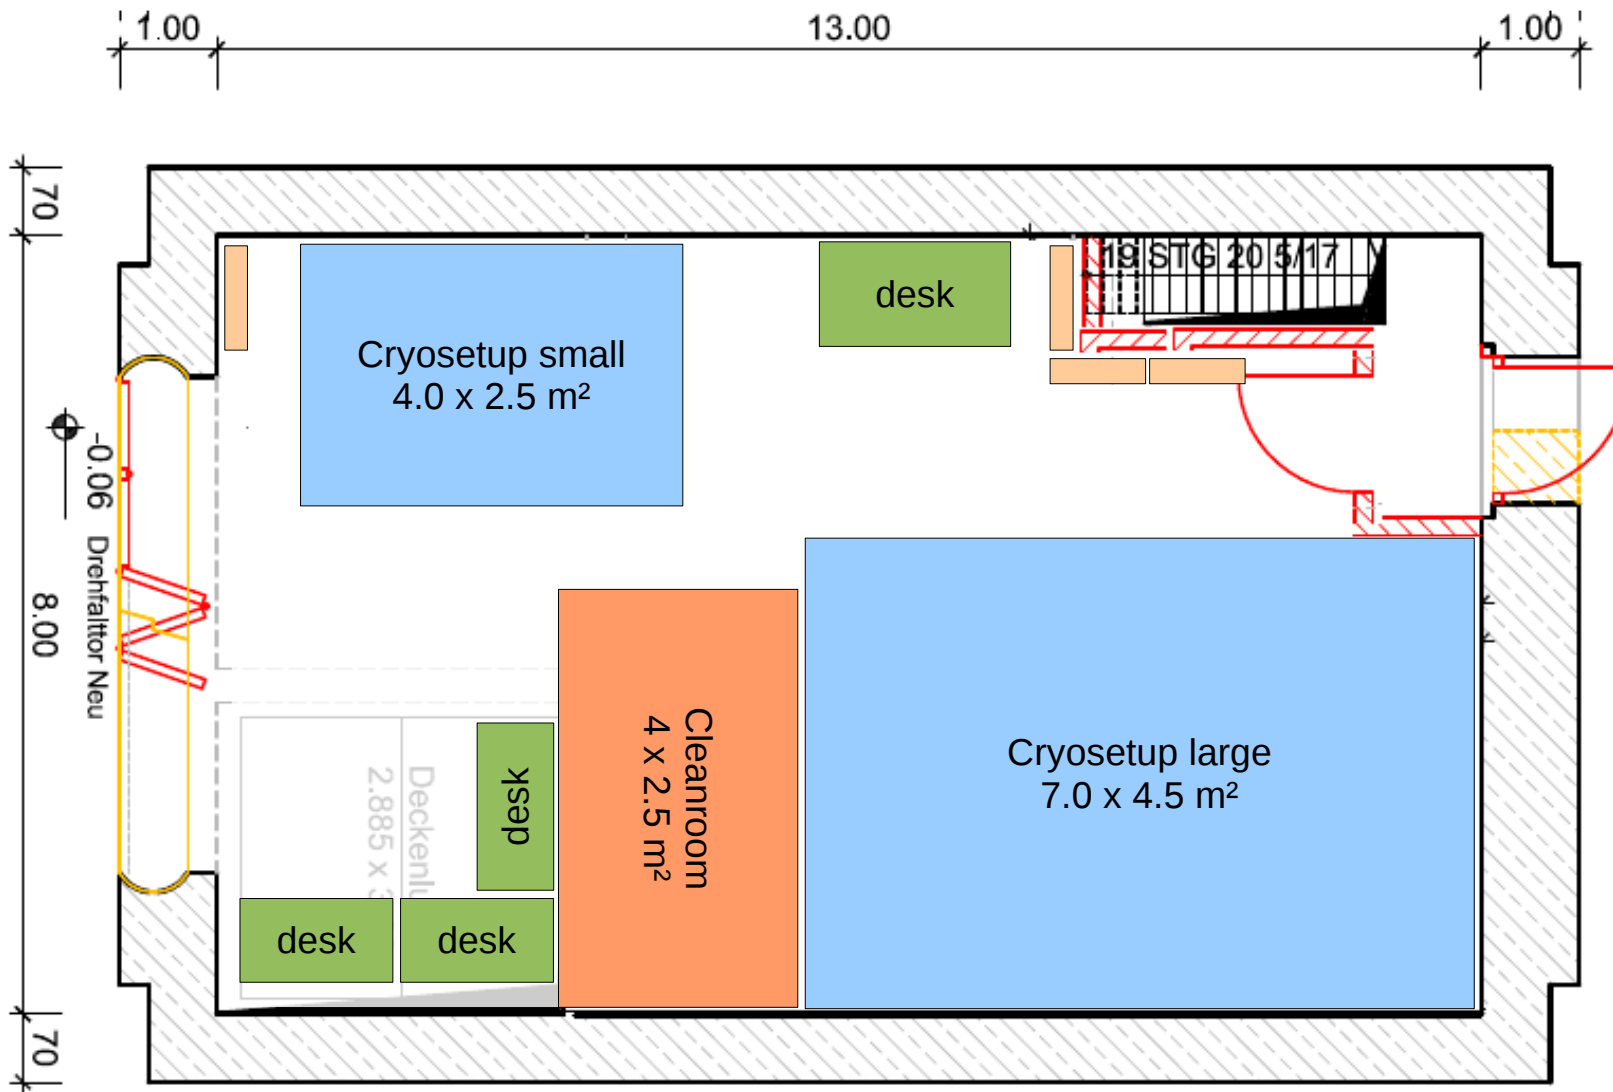 1.00
13.00
1.00
70
19 STG 20 5/17
desk
Cryosetup small
4.0 x 2.5 m²
-0.06 Drehfalttor Neu
8.00
Cleanroom
4 x 2.5 m²
Cryosetup large
7.0 x 4.5 m²
desk
2.885 x
desk
desk
70